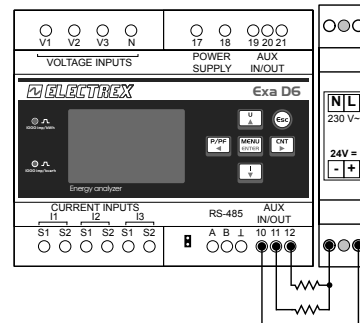 V1 V2 V3 N 17 18 19 20 21
VOLTAGE INPUTS
POWER SUPPLY
AUX IN/OUT
ELECTREX
Exa D6
1000 imp/kWh
1000 imp/kvarh
U
Esc
P/PF
MENU
ENTER
CNT
I
Energy analyzer
CURRENT INPUTS
I1 I2 I3
RS-485
AUX IN/OUT
S1 S2 S1 S2 S1 S2 A B ⊥ 10 11 12
N L
230 V~
24V =
- +